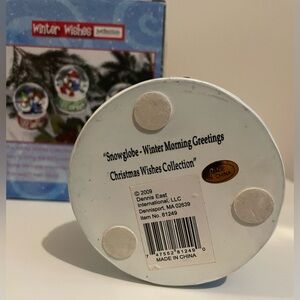 Winter Wishes
"Snowglobe - Winter Morning Greetings
Christmas Wishes Collection"
© 2009
Dennis East
International, LLC
Dennisport, MA 02639
Item No. 61249
MADE IN CHINA